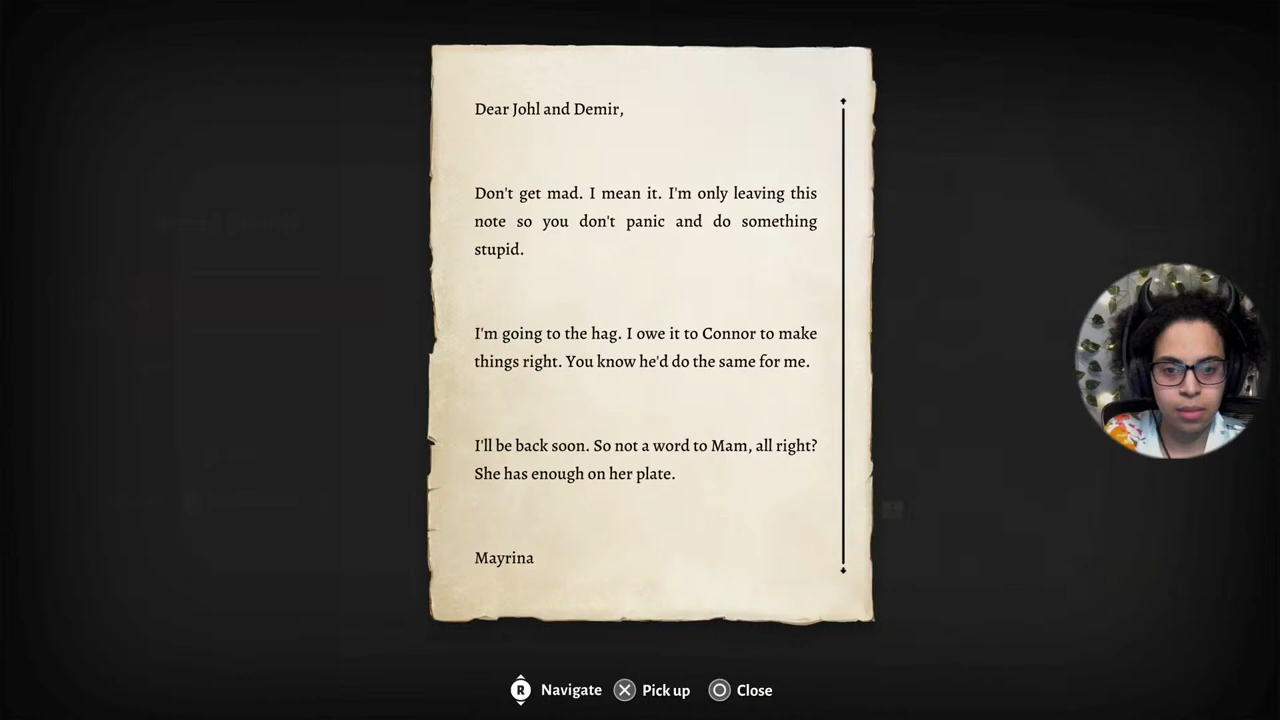 Dear Johl and Demir,
Don't get mad. I mean it. I'm only leaving this
note so you don't panic and do something
stupid.
I'm going to the hag. I owe it to Connor to make
things right. You know he'd do the same for me.
I'll be back soon. So not a word to Mam, all right?
She has enough on her plate.
Mayrina
R Navigate Pick up Close